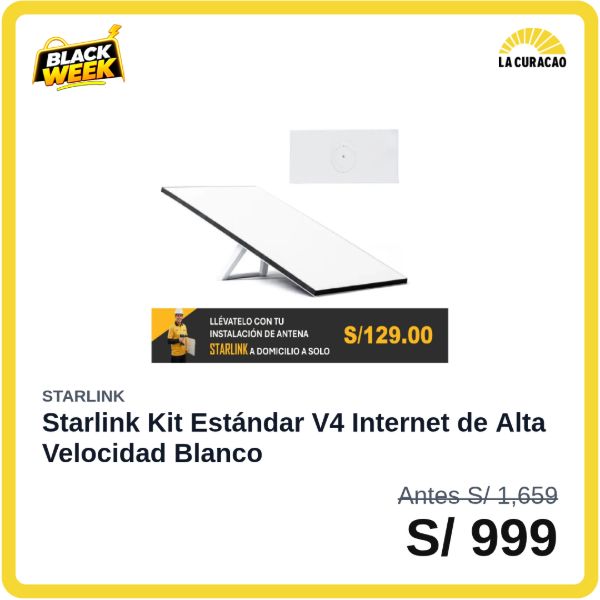 BLACK
WEEK
LA CURACAO
LLÉVATELO CON TU
INSTALACIÓN DE ANTENA
STARLINK A DOMICILIO A SOLO
S/129.00
STARLINK
Starlink Kit Estándar V4 Internet de Alta
Velocidad Blanco
Antes S/ 1,659
S/ 999